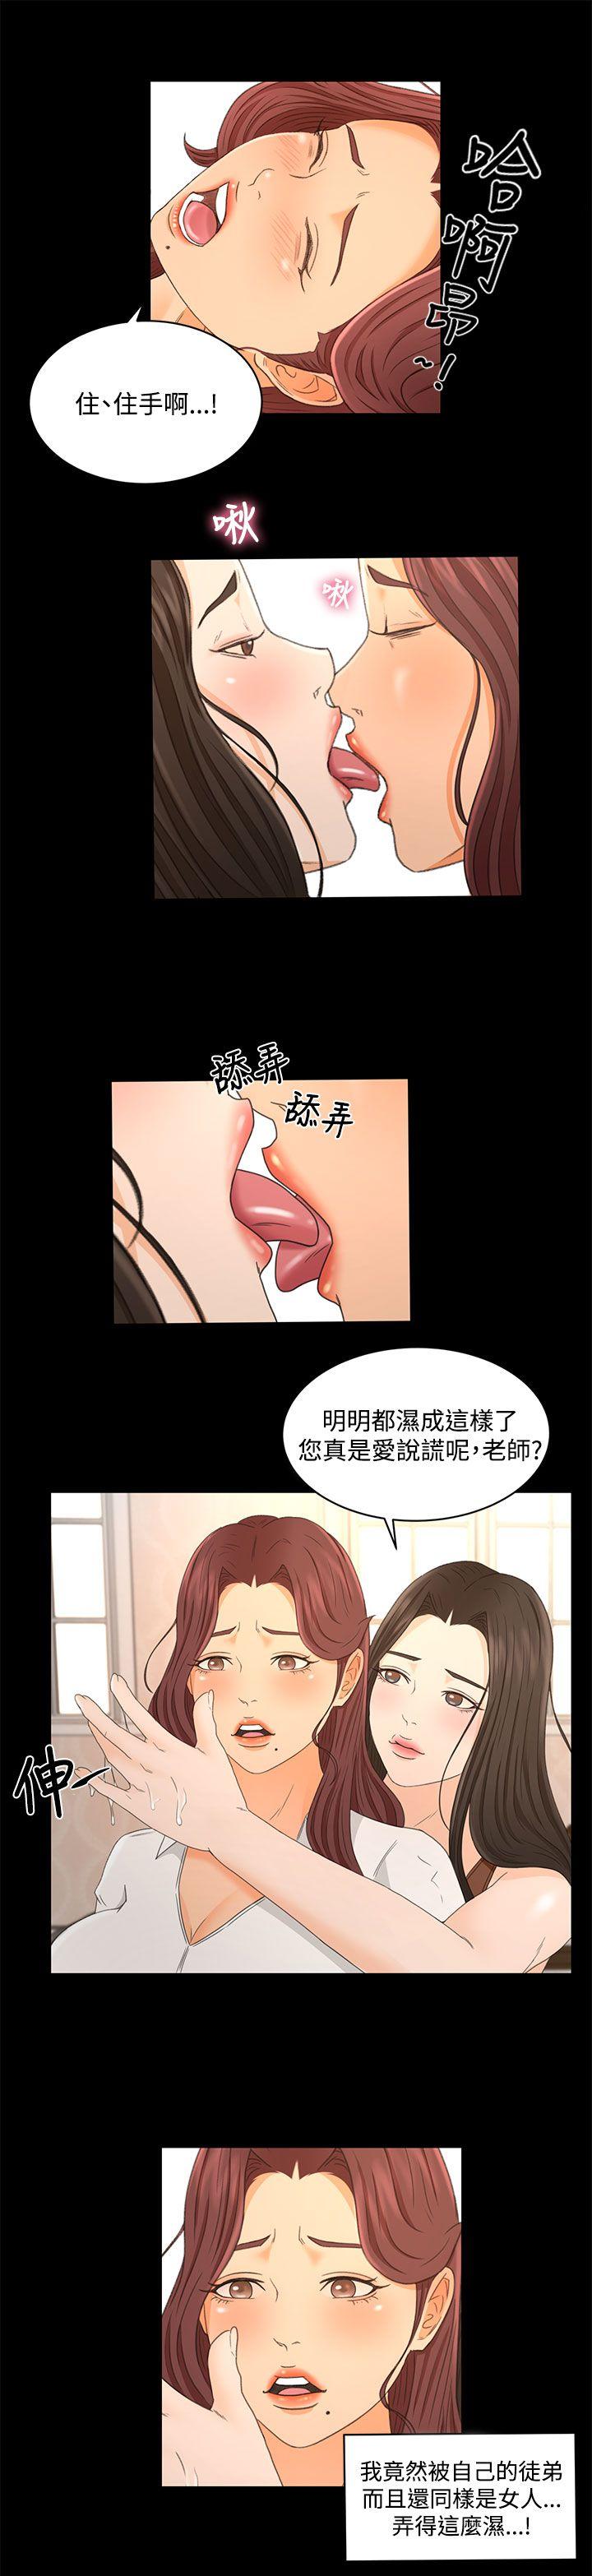 哈啊昂~!
住、住手啊...!
啾
啾
舔弄
舔弄
明明都濕成這樣了
您真是愛說謊呢，老師?
伸—
我竟然被自己的徒弟
而且還同樣是女人...
弄得這麼濕...!